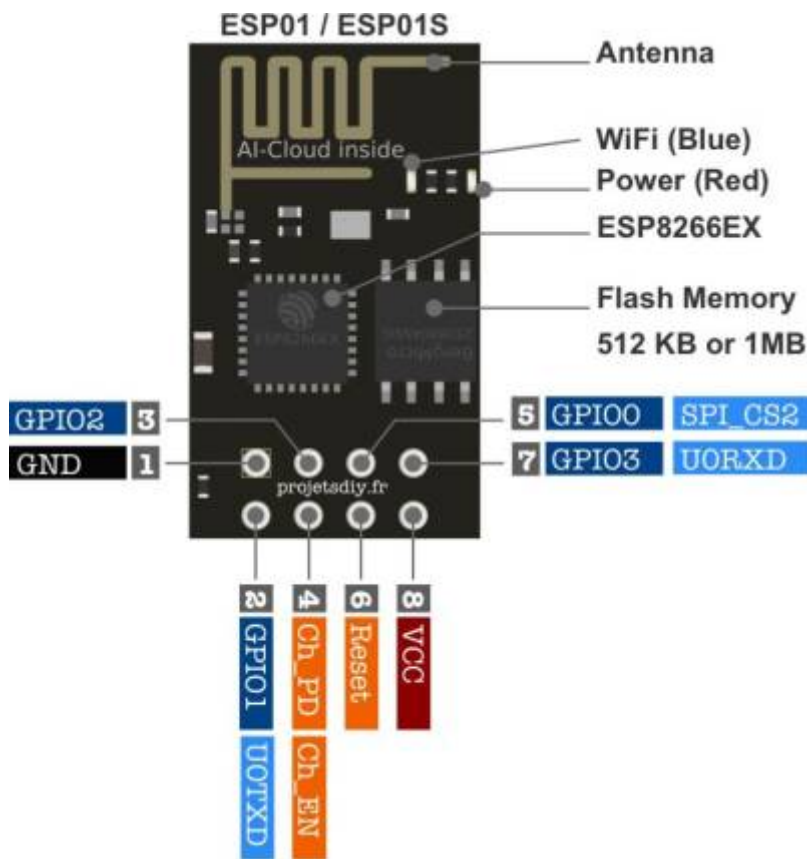 ESP01 / ESP01S
Antenna
AI-Cloud inside
WiFi (Blue)
Power (Red)
ESP8266EX
Flash Memory
512 KB or 1MB
ESP8266EX
GPIO2 3
5 GPIO0 SPI_CS2
GND 1
7 GPIO3 U0RXD
projetsdiy.fr
2 GPIO1 U0TXD
4 Ch_PD Ch_EN
6 Reset
8 VCC